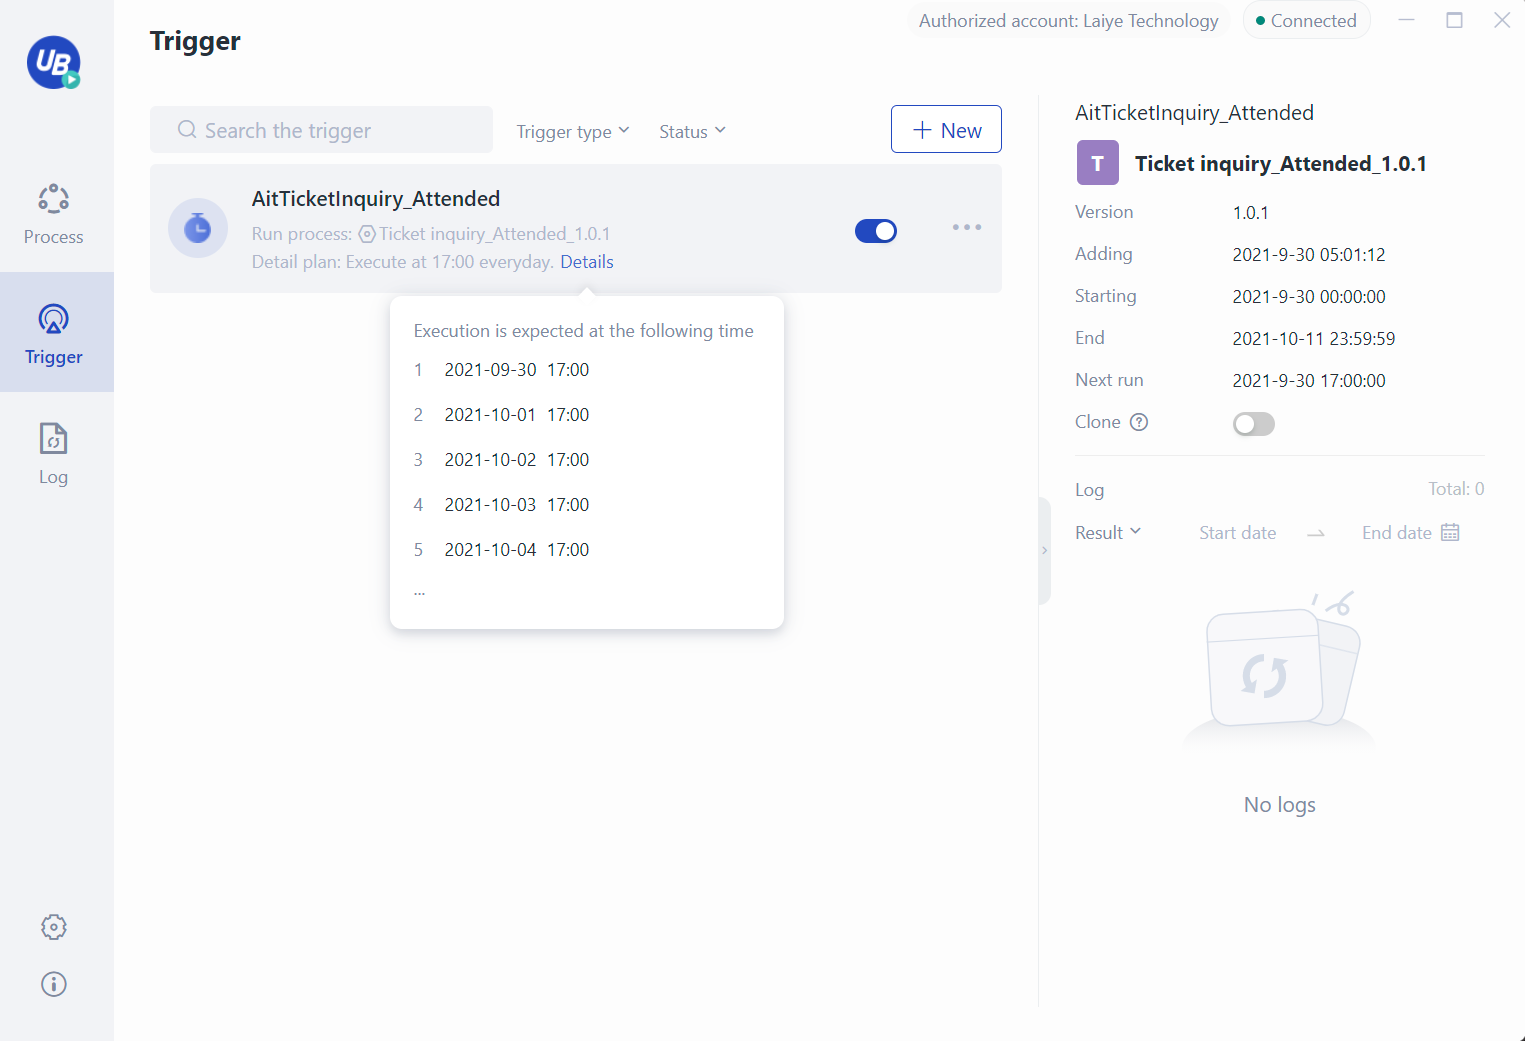 UB
Process
Trigger
Log
Trigger
Authorized account: Laiye Technology
Connected
Search the trigger
Trigger type
Status
New
AitTicketInquiry_Attended
Run process: Ticket inquiry_Attended_1.0.1
Detail plan: Execute at 17:00 everyday. Details
Execution is expected at the following time
1 2021-09-30 17:00
2 2021-10-01 17:00
3 2021-10-02 17:00
4 2021-10-03 17:00
5 2021-10-04 17:00
...
AitTicketInquiry_Attended
T Ticket inquiry_Attended_1.0.1
Version 1.0.1
Adding 2021-9-30 05:01:12
Starting 2021-9-30 00:00:00
End 2021-10-11 23:59:59
Next run 2021-9-30 17:00:00
Clone ?
Log Total: 0
Result Start date End date
No logs